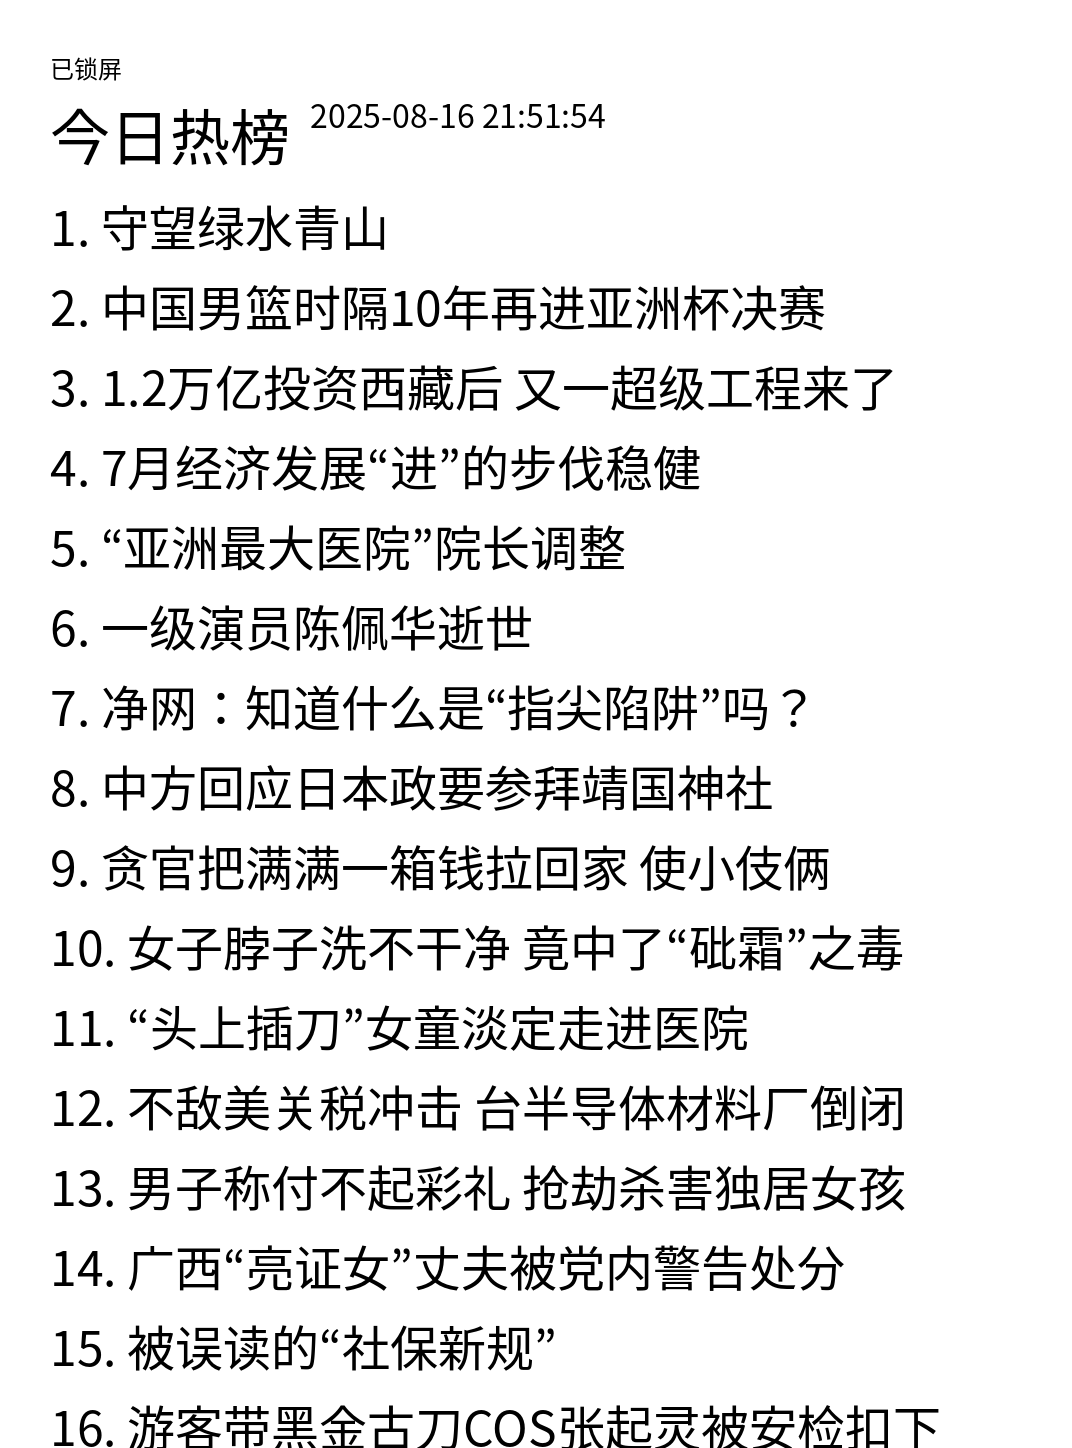 已锁屏
今日热榜 2025-08-16 21:51:54
1. 守望绿水青山
2. 中国男篮时隔10年再进亚洲杯决赛
3. 1.2万亿投资西藏后 又一超级工程来了
4. 7月经济发展“进”的步伐稳健
5. “亚洲最大医院”院长调整
6. 一级演员陈佩华逝世
7. 净网：知道什么是“指尖陷阱”吗？
8. 中方回应日本政要参拜靖国神社
9. 贪官把满满一箱钱拉回家 使小伎俩
10. 女子脖子洗不干净 竟中了“砒霜”之毒
11. “头上插刀”女童淡定走进医院
12. 不敌美关税冲击 台半导体材料厂倒闭
13. 男子称付不起彩礼 抢劫杀害独居女孩
14. 广西“亮证女”丈夫被党内警告处分
15. 被误读的“社保新规”
16. 游客带黑金古刀COS张起灵被安检扣下